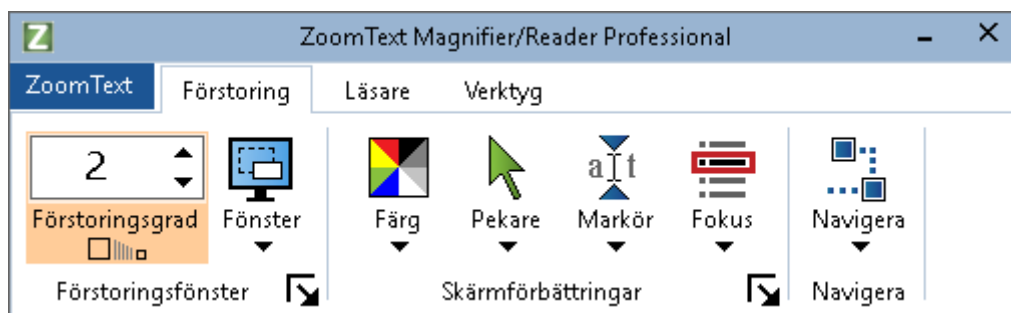 Z ZoomText Magnifier/Reader Professional
ZoomText Förstoring Läsare Verktyg
2
a t
Förstoringsgrad Fönster Färg Pekare Markör Fokus Navigera
Förstoringsfönster Skärmförbättringar Navigera